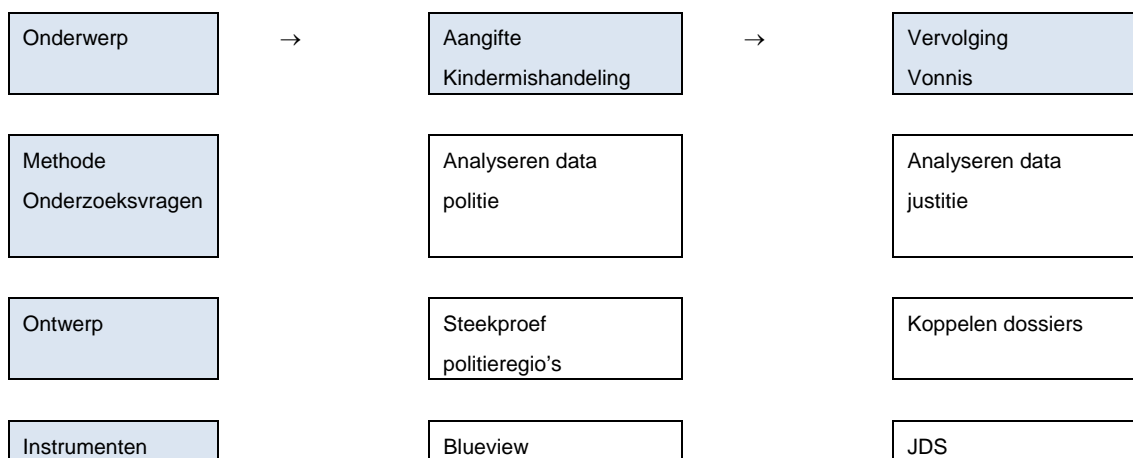 Onderwerp → Aangifte → Vervolging
Kindermishandeling Vonnis
Methode Analyseren data Analyseren data
Onderzoeksvragen politie justitie
Ontwerp Steekproef Koppelen dossiers
politieregio's
Instrumenten Blueview JDS